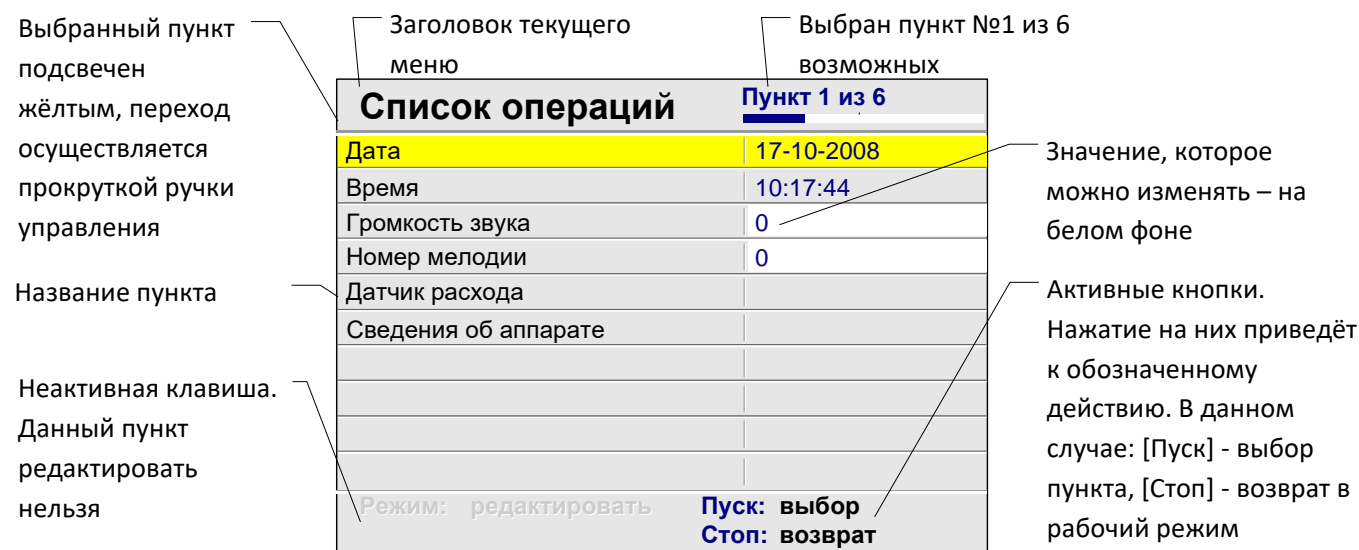 Выбранный пункт
подсвечен
жёлтым, переход
осуществляется
прокруткой ручки
управления
Название пункта
Неактивная клавиша.
Данный пункт
редактировать
нельзя
Заголовок текущего
меню
Выбран пункт №1 из 6
возможных
Список операций
Пункт 1 из 6
Дата 17-10-2008
Время 10:17:44
Громкость звука 0
Номер мелодии 0
Датчик расхода
Сведения об аппарате
Режим: редактировать Пуск: выбор
Стоп: возврат
Значение, которое
можно изменять – на
белом фоне
Активные кнопки.
Нажатие на них приведёт
к обозначенному
действию. В данном
случае: [Пуск] - выбор
пункта, [Стоп] - возврат в
рабочий режим